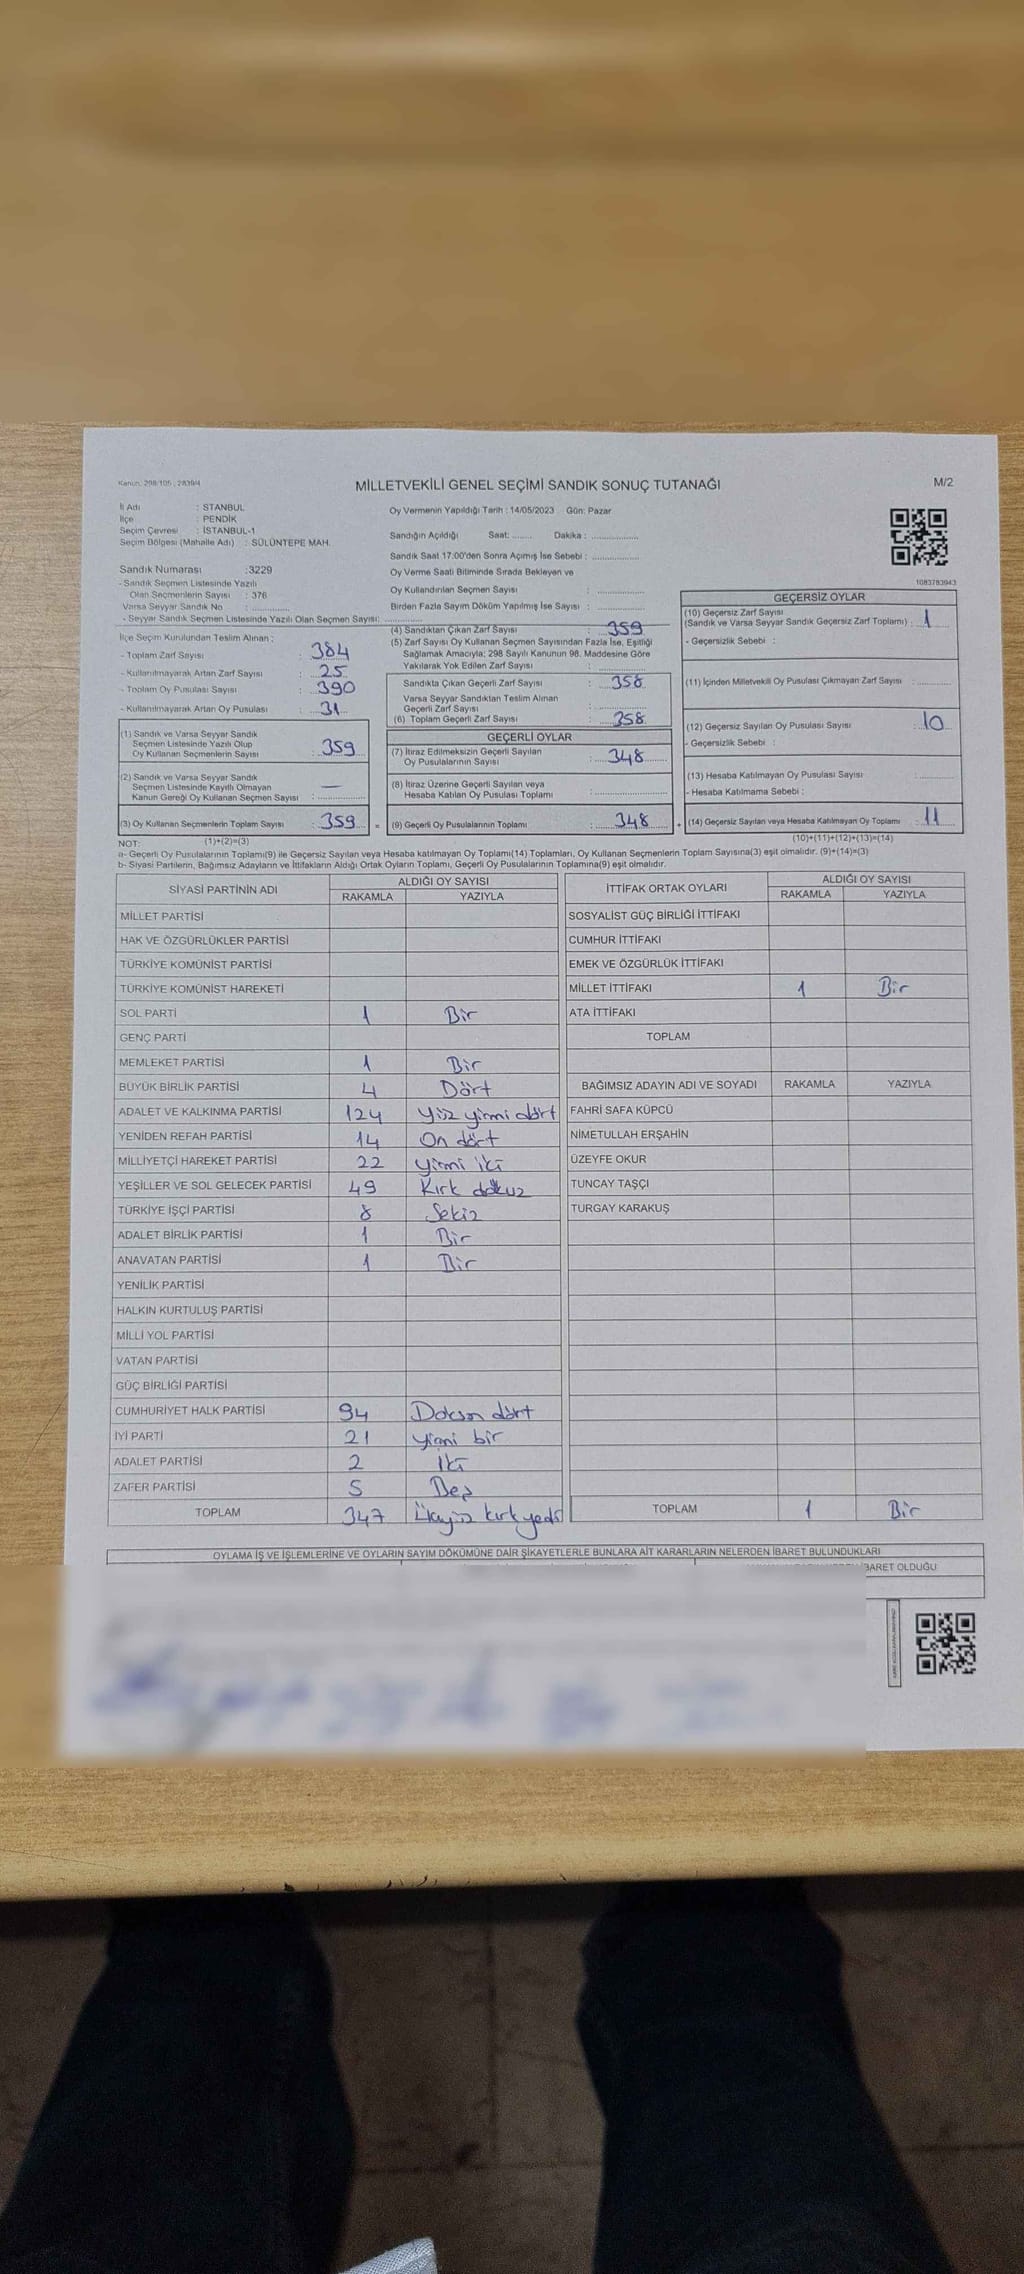 Kanun: 298/105 , 2839/4
MİLLETVEKİLİ GENEL SEÇİMİ SANDIK SONUÇ TUTANAĞI
M/2
İl Adı : STANBUL
İlçe : PENDİK
Seçim Çevresi : İSTANBUL-1
Seçim Bölgesi (Mahalle Adı) : SÜLÜNTEPE MAH.
Oy Vermenin Yapıldığı Tarih : 14/05/2023 Gün: Pazar
Sandığın Açıldığı Saat: ........ Dakika : ..................
Sandık Saat 17:00'den Sonra Açımış İse Sebebi : ..................
Oy Verme Saati Bitiminde Sırada Bekleyen ve
Oy Kullandırılan Seçmen Sayısı : ..................
Birden Fazla Sayım Döküm Yapılmış İse Sayısı : ..................
1083783943
Sandık Numarası :3229
- Sandık Seçmen Listesinde Yazılı
Olan Seçmenlerin Sayısı : 376
Varsa Seyyar Sandık No : ..............
- Seyyar Sandık Seçmen Listesinde Yazılı Olan Seçmen Sayısı: ..............
İlçe Seçim Kurulundan Teslim Alınan ;
- Toplam Zarf Sayısı : 384
- Kullanılmayarak Artan Zarf Sayısı : 25
- Toplam Oy Pusulası Sayısı : 390
- Kullanılmayarak Artan Oy Pusulası : 31
(1) Sandık ve Varsa Seyyar Sandık
Seçmen Listesinde Yazılı Olup
Oy Kullanan Seçmenlerin Sayısı : 359
(2) Sandık ve Varsa Seyyar Sandık
Seçmen Listesinde Kayıtlı Olmayan
Kanun Gereği Oy Kullanan Seçmen Sayısı : —
(3) Oy Kullanan Seçmenlerin Toplam Sayısı : 359 =
(1)+(2)=(3)
(4) Sandıktan Çıkan Zarf Sayısı : 359
(5) Zarf Sayısı Oy Kullanan Seçmen Sayısından Fazla İse, Eşitliği
Sağlamak Amacıyla; 298 Sayılı Kanunun 98. Maddesine Göre
Yakılarak Yok Edilen Zarf Sayısı : ..................
Sandıkta Çıkan Geçerli Zarf Sayısı : 358
Varsa Seyyar Sandıktan Teslim Alınan
Geçerli Zarf Sayısı : ..................
(6) Toplam Geçerli Zarf Sayısı : 358
GEÇERLİ OYLAR
(7) İtiraz Edilmeksizin Geçerli Sayılan
Oy Pusulalarının Sayısı : 348
(8) İtiraz Üzerine Geçerli Sayılan veya
Hesaba Katılan Oy Pusulası Toplamı : ..................
(9) Geçerli Oy Pusulalarının Toplamı : 348 +
GEÇERSİZ OYLAR
(10) Geçersiz Zarf Sayısı
(Sandık ve Varsa Seyyar Sandık Geçersiz Zarf Toplamı) : 1
- Geçersizlik Sebebi :
(11) İçinden Milletvekili Oy Pusulası Çıkmayan Zarf Sayısı : ..............
(12) Geçersiz Sayılan Oy Pusulası Sayısı : 10
- Geçersizlik Sebebi :
(13) Hesaba Katılmayan Oy Pusulası Sayısı : ..............
- Hesaba Katılmama Sebebi :
(14) Geçersiz Sayılan veya Hesaba Katılmayan Oy Toplamı : 11
(10)+(11)+(12)+(13)=(14)
NOT:
a- Geçerli Oy Pusulalarının Toplamı(9) ile Geçersiz Sayılan veya Hesaba katılmayan Oy Toplamı(14) Toplamları, Oy Kullanan Seçmenlerin Toplam Sayısına(3) eşit olmalıdır. (9)+(14)=(3)
b- Siyasi Partilerin, Bağımsız Adayların ve İttifakların Aldığı Ortak Oyların Toplamı, Geçerli Oy Pusulalarının Toplamına(9) eşit olmalıdır.
SİYASİ PARTİNİN ADI ALDIĞI OY SAYISI
RAKAMLA YAZIYLA
MİLLET PARTİSİ
HAK VE ÖZGÜRLÜKLER PARTİSİ
TÜRKİYE KOMÜNİST PARTİSİ
TÜRKİYE KOMÜNİST HAREKETİ
SOL PARTİ 1 Bir
GENÇ PARTİ
MEMLEKET PARTİSİ 1 Bir
BÜYÜK BİRLİK PARTİSİ 4 Dört
ADALET VE KALKINMA PARTİSİ 124 Yüz yirmi dört
YENİDEN REFAH PARTİSİ 14 On dört
MİLLİYETÇİ HAREKET PARTİSİ 22 Yirmi iki
YEŞİLLER VE SOL GELECEK PARTİSİ 49 Kırk dokuz
TÜRKİYE İŞÇİ PARTİSİ 8 Sekiz
ADALET BİRLİK PARTİSİ 1 Bir
ANAVATAN PARTİSİ 1 Bir
YENİLİK PARTİSİ
HALKIN KURTULUŞ PARTİSİ
MİLLİ YOL PARTİSİ
VATAN PARTİSİ
GÜÇ BİRLİĞİ PARTİSİ
CUMHURİYET HALK PARTİSİ 94 Doksan dört
İYİ PARTİ 21 Yirmi bir
ADALET PARTİSİ 2 İki
ZAFER PARTİSİ 5 Beş
TOPLAM 347 Üçyüz kırk yedi
İTTİFAK ORTAK OYLARI ALDIĞI OY SAYISI
RAKAMLA YAZIYLA
SOSYALİST GÜÇ BİRLİĞİ İTTİFAKI
CUMHUR İTTİFAKI
EMEK VE ÖZGÜRLÜK İTTİFAKI
MİLLET İTTİFAKI 1 Bir
ATA İTTİFAKI
TOPLAM
BAĞIMSIZ ADAYIN ADI VE SOYADI RAKAMLA YAZIYLA
FAHRİ SAFA KÜPCÜ
NİMETULLAH ERŞAHİN
ÜZEYFE OKUR
TUNCAY TAŞÇI
TURGAY KARAKUŞ
TOPLAM 1 Bir
OYLAMA İŞ VE İŞLEMLERİNE VE OYLARIN SAYIM DÖKÜMÜNE DAİR ŞİKAYETLERLE BUNLARA AİT KARARLARIN NELERDEN İBARET BULUNDUKLARI
İBARET OLDUĞU